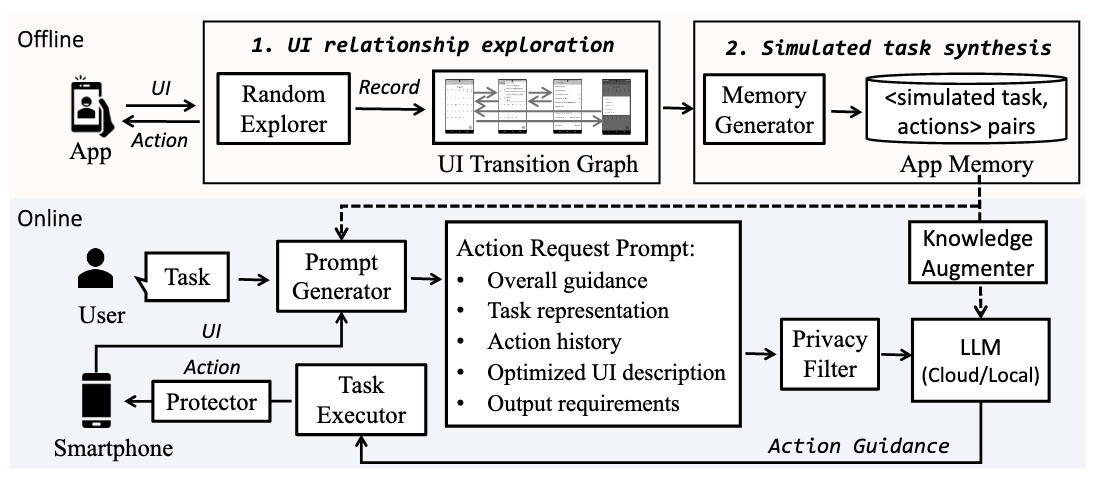 Offline
1. UI relationship exploration
2. Simulated task synthesis
App
UI
Action
Random
Explorer
Record
UI Transition Graph
Memory
Generator
<simulated task,
actions> pairs
App Memory
Online
User
Task
Prompt
Generator
Action Request Prompt:
• Overall guidance
• Task representation
• Action history
• Optimized UI description
• Output requirements
Knowledge
Augmenter
Privacy
Filter
LLM
(Cloud/Local)
UI
Action
Smartphone
Protector
Task
Executor
Action Guidance